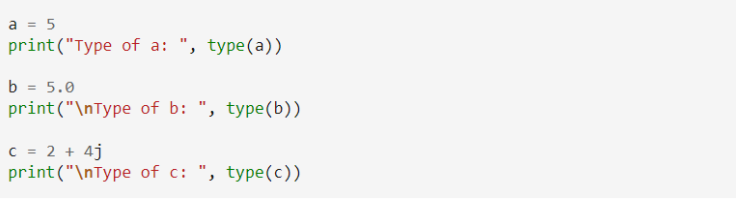 a = 5
print("Type of a: ", type(a))
b = 5.0
print("\nType of b: ", type(b))
c = 2 + 4j
print("\nType of c: ", type(c))